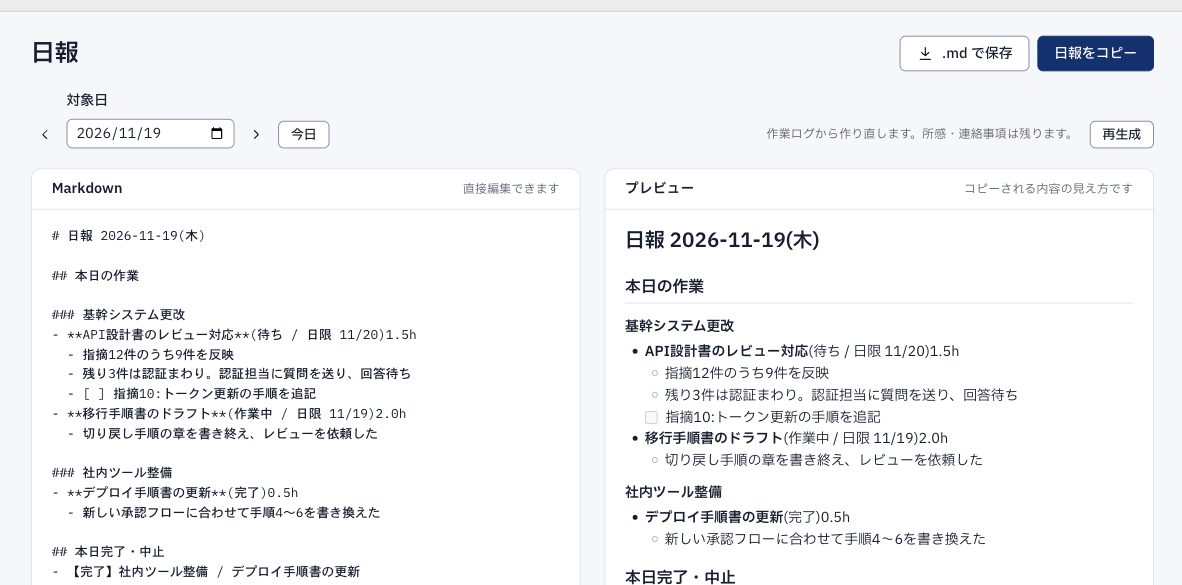 日報
.md で保存
日報をコピー
対象日
2026/11/19
今日
作業ログから作り直します。所感・連絡事項は残ります。
再生成
Markdown
直接編集できます
# 日報 2026-11-19(木)
## 本日の作業
### 基幹システム更改
- **API設計書のレビュー対応**(待ち / 日限 11/20)1.5h
- 指摘12件のうち9件を反映
- 残り3件は認証まわり。認証担当に質問を送り、回答待ち
- [ ] 指摘10:トークン更新の手順を追記
- **移行手順書のドラフト**(作業中 / 日限 11/19)2.0h
- 切り戻し手順の章を書き終え、レビューを依頼した
### 社内ツール整備
- **デプロイ手順書の更新**(完了)0.5h
- 新しい承認フローに合わせて手順4〜6を書き換えた
## 本日完了・中止
- 【完了】社内ツール整備 / デプロイ手順書の更新
プレビュー
コピーされる内容の見え方です
日報 2026-11-19(木)
本日の作業
基幹システム更改
• API設計書のレビュー対応(待ち / 日限 11/20)1.5h
○ 指摘12件のうち9件を反映
○ 残り3件は認証まわり。認証担当に質問を送り、回答待ち
指摘10:トークン更新の手順を追記
• 移行手順書のドラフト(作業中 / 日限 11/19)2.0h
○ 切り戻し手順の章を書き終え、レビューを依頼した
社内ツール整備
• デプロイ手順書の更新(完了)0.5h
○ 新しい承認フローに合わせて手順4〜6を書き換えた
本日完了・中止